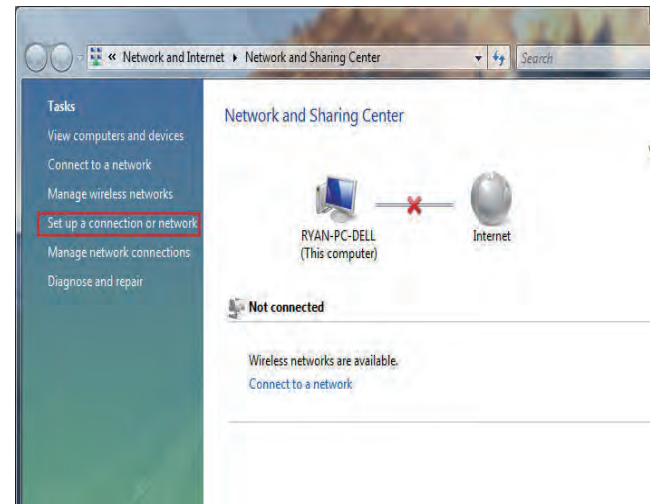 « Network and Inter ▸ Network and Sharing Center
Search
Tasks
View computers and devices
Connect to a network
Manage wireless networks
Set up a connection or network
Manage network connections
Diagnose and repair
Network and Sharing Center
RYAN-PC-DELL
(This computer)
Internet
Not connected
Wireless networks are available.
Connect to a network